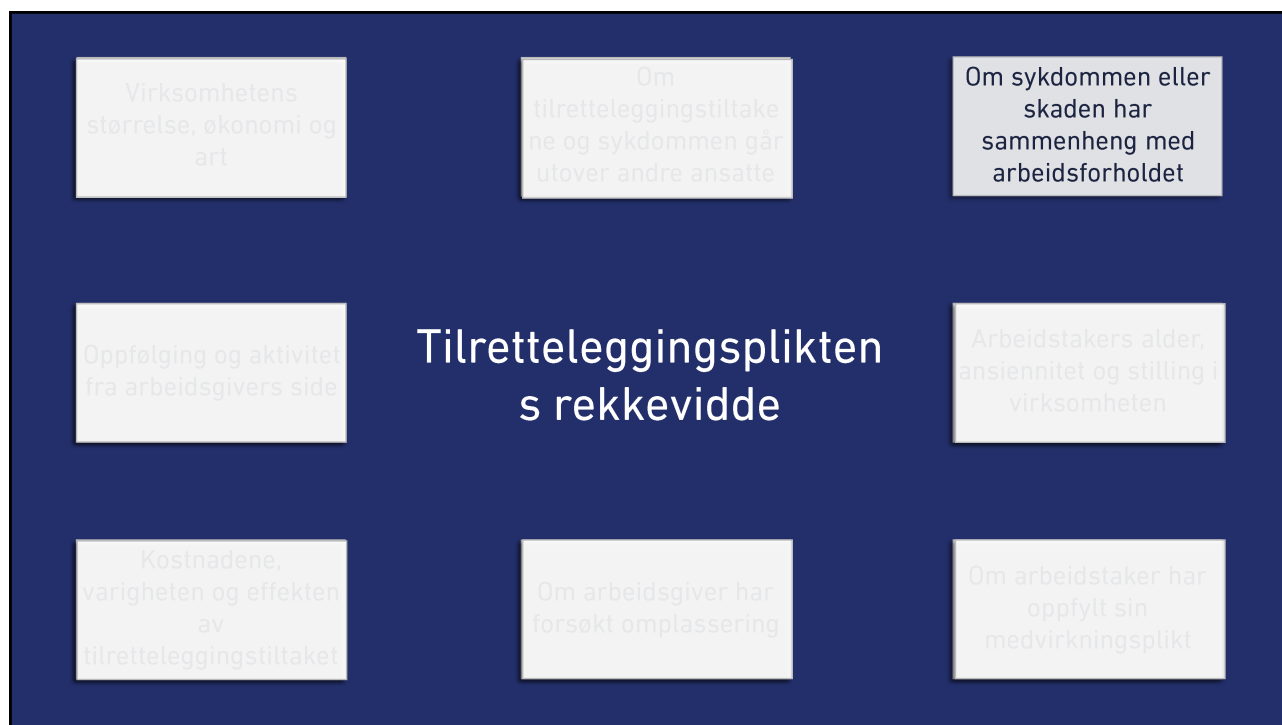 Virksomhetens
størrelse, økonomi og
art
Om
tilretteleggingstiltake
ne og sykdommen går
utover andre ansatte
Om sykdommen eller
skaden har
sammenheng med
arbeidsforholdet
Oppfølging og aktivitet
fra arbeidsgivers side
Tilretteleggingsplikten
s rekkevidde
Arbeidstakers alder,
ansiennitet og stilling i
virksomheten
Kostnadene,
varigheten og effekten
av
tilretteleggingstiltaket
Om arbeidsgiver har
forsøkt omplassering
Om arbeidstaker har
oppfylt sin
medvirkningsplikt